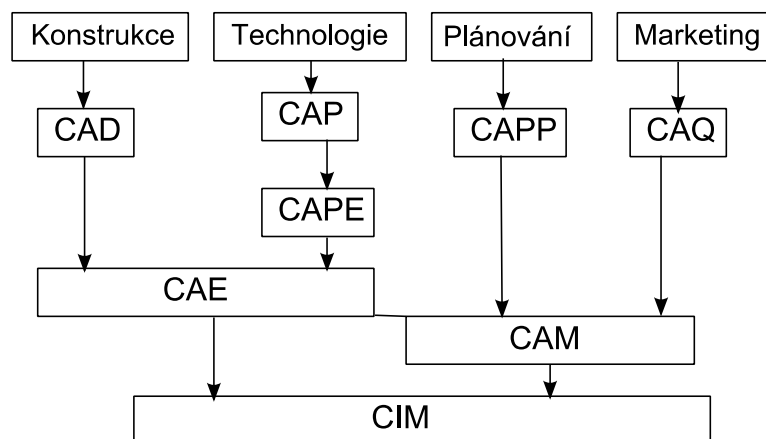 Konstrukce
Technologie
Plánování
Marketing
CAD
CAP
CAPP
CAQ
CAPE
CAE
CAM
CIM